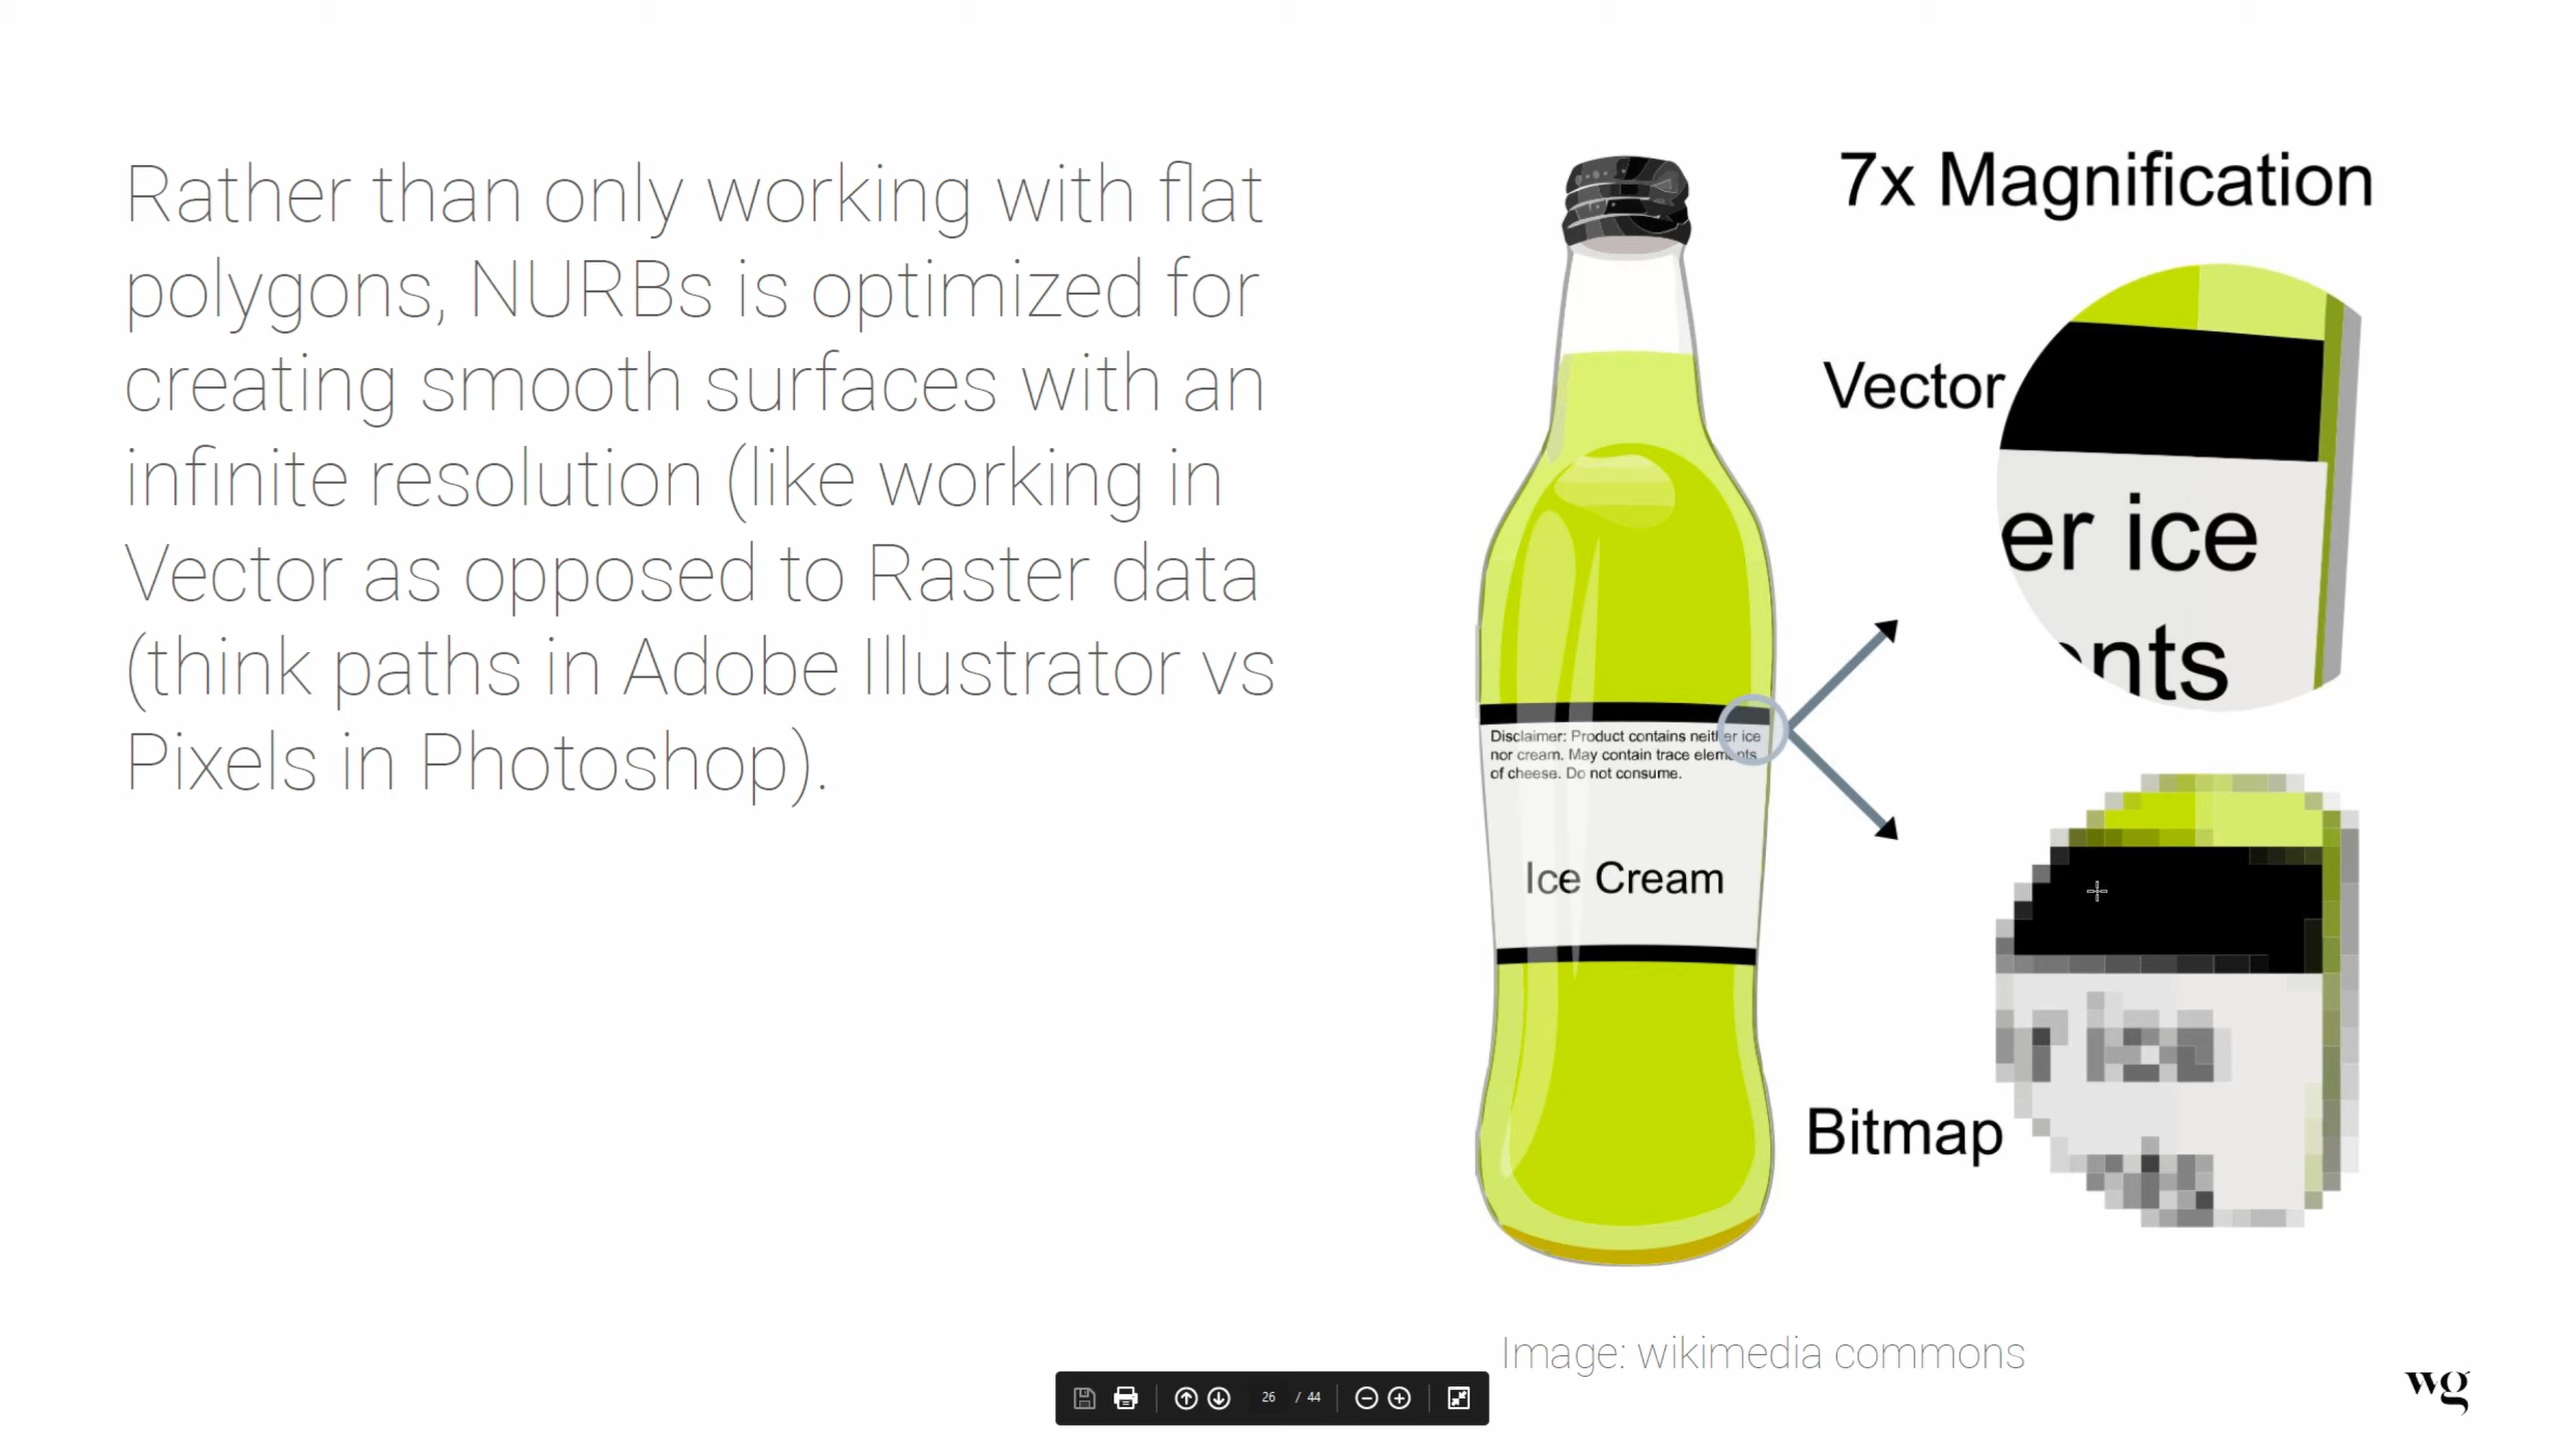 Rather than only working with flat
polygons, NURBs is optimized for
creating smooth surfaces with an
infinite resolution (like working in
Vector as opposed to Raster data
(think paths in Adobe Illustrator vs
Pixels in Photoshop).
7x Magnification
Vector
er ice
ents
Disclaimer: Product contains neither ice
nor cream. May contain trace elements
of cheese. Do not consume.
Ice Cream
Bitmap
Image: wikimedia commons
26 / 44
wg